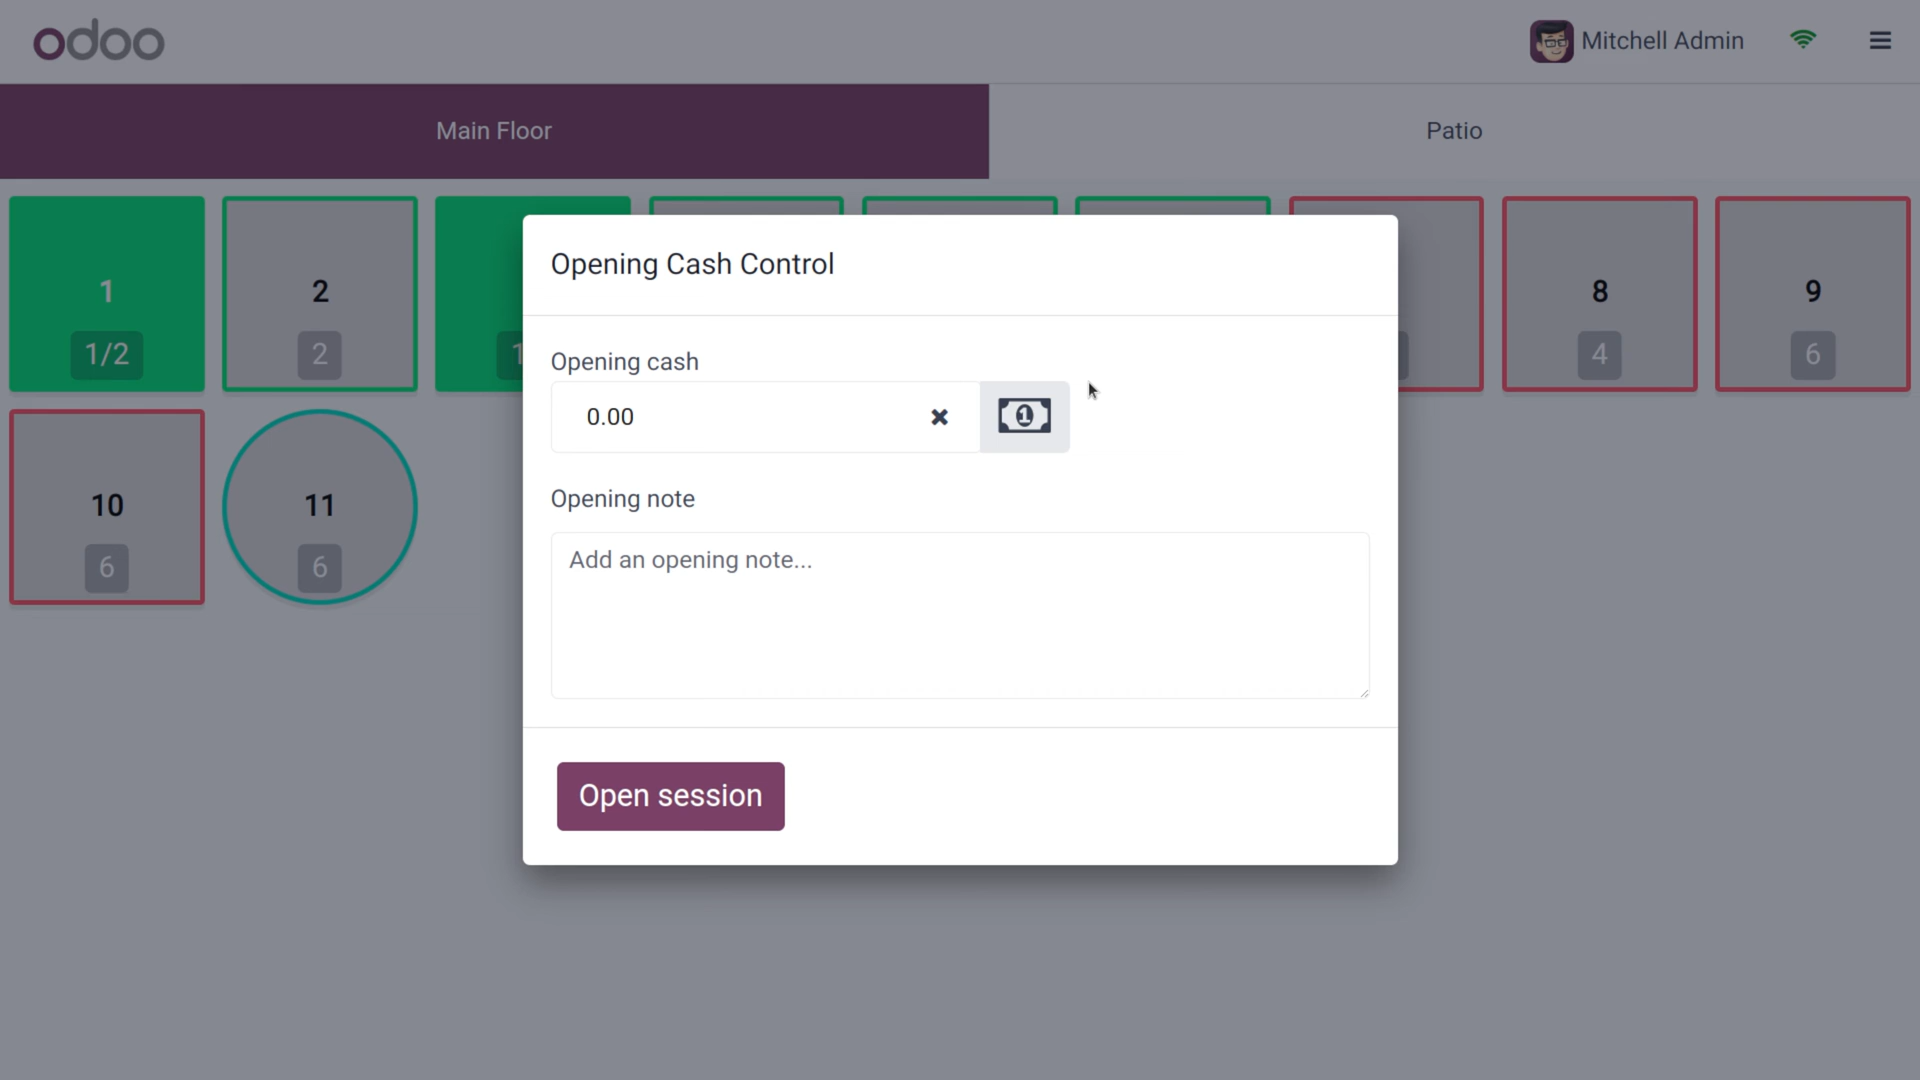 odoo
Mitchell Admin
Main Floor
Patio
1
1/2
2
2
1
8
4
9
6
10
6
11
6
Opening Cash Control
Opening cash
0.00
Opening note
Add an opening note...
Open session